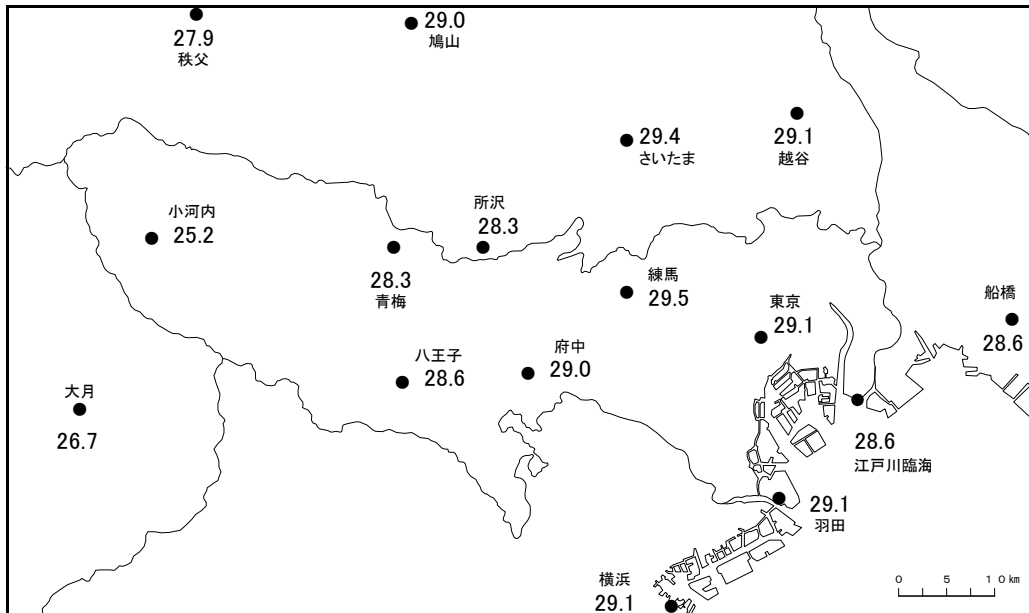 27.9
秩父
29.0
鳩山
29.4
さいたま
29.1
越谷
小河内
25.2
所沢
28.3
28.3
青梅
練馬
29.5
東京
29.1
船橋
28.6
八王子
28.6
府中
29.0
大月
26.7
28.6
江戸川臨海
29.1
羽田
横浜
29.1
0 5 10km